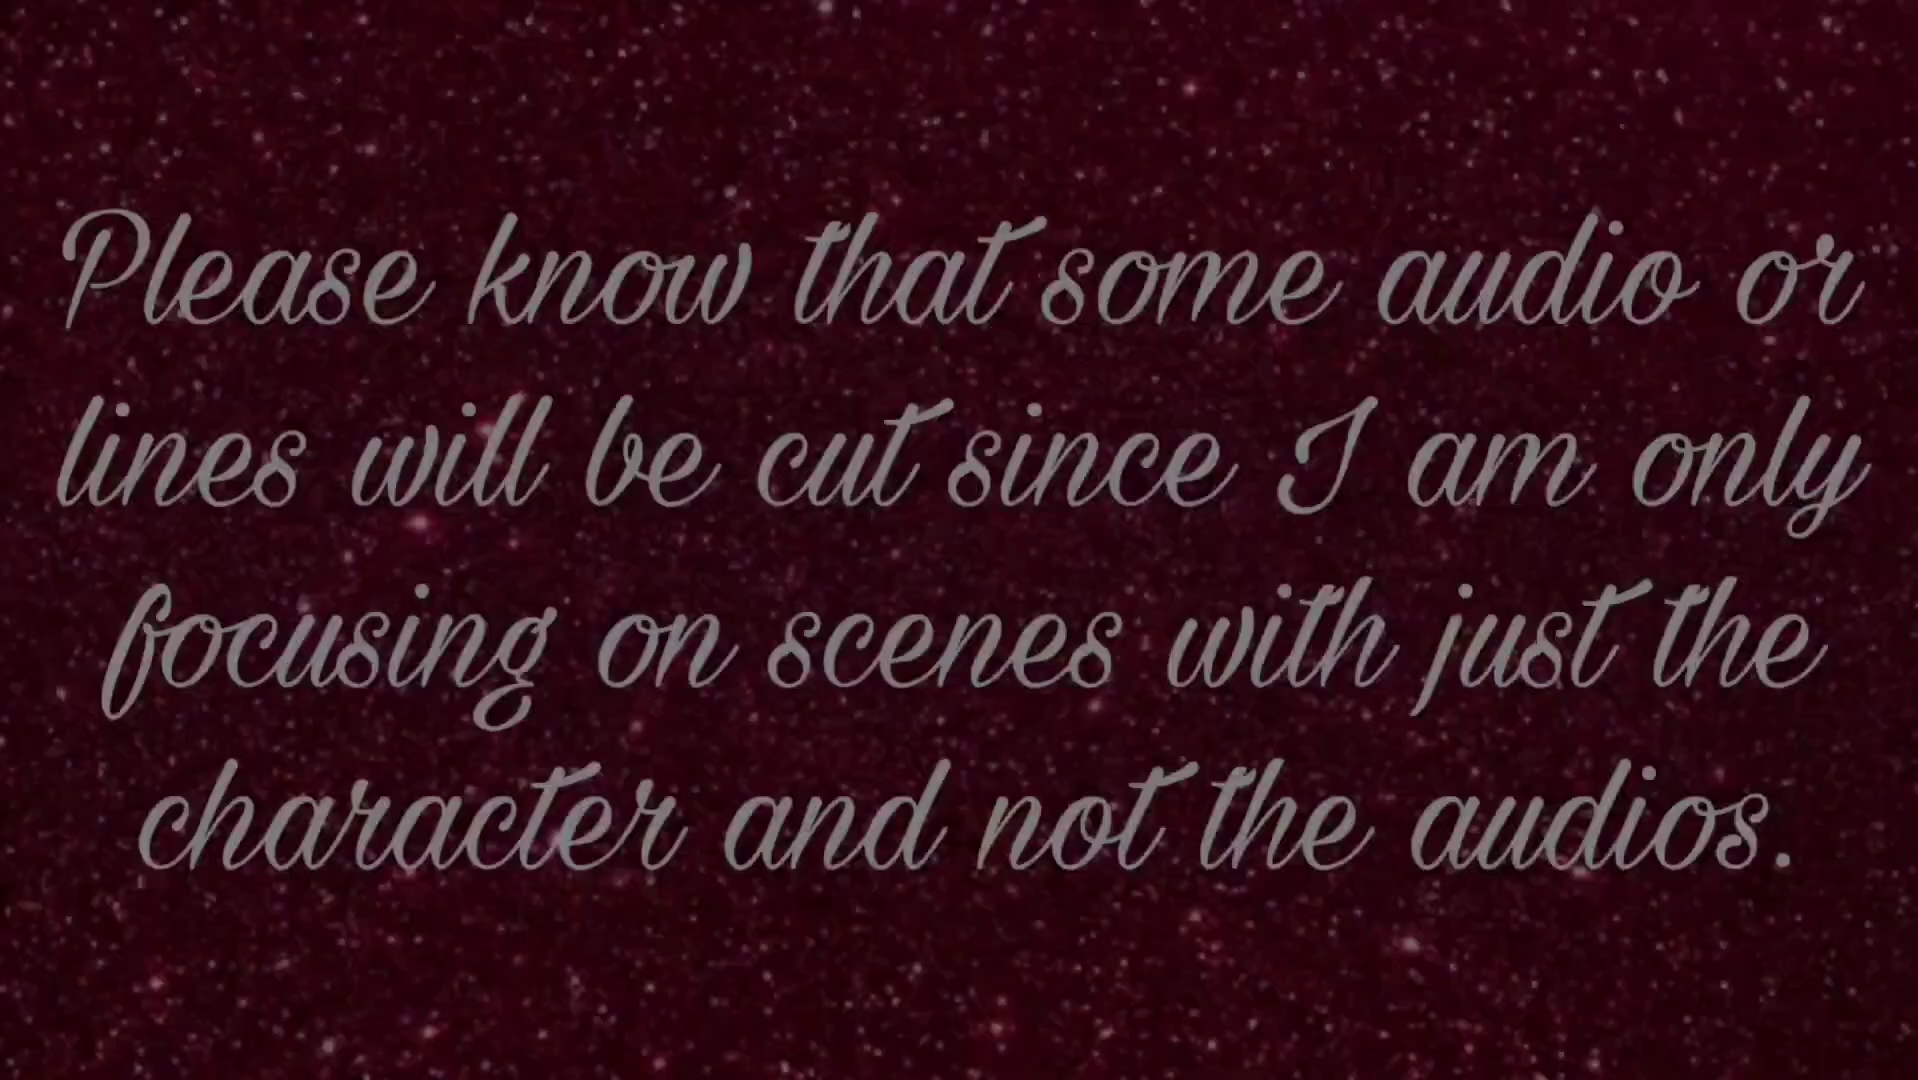 Please know that some audio or
lines will be cut since I am only
focusing on scenes with just the
character and not the audios.